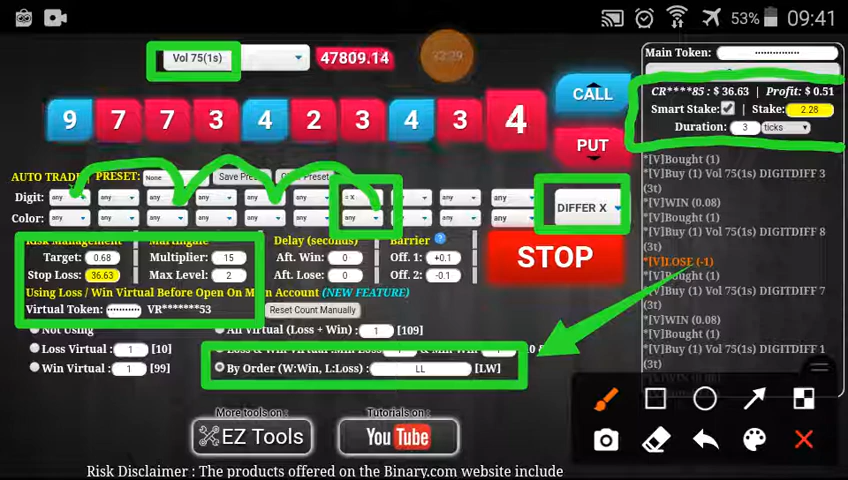 53% 09:41
Vol 75(1s) 47809.14
Main Token:
CR****85 : $ 36.63 | Profit: $ 0.51
Smart Stake: | Stake: 2.28
Duration: 3 ticks
9 7 7 3 4 2 3 4 3 4
CALL
PUT
AUTO TRADE PRESET: None Save Preset
Digit: any any any any any any = X any any any
Color: any any any any any any any any any any
DIFFER X
STOP
Risk Management
Target: 0.68
Stop Loss: 36.63
Martingale
Multiplier: 15
Max Level: 2
Delay (seconds)
Aft. Win: 0
Aft. Lose: 0
Barrier ?
Off. 1: +0.1
Off. 2: -0.1
Using Loss / Win Virtual Before Open On Main Account (NEW FEATURE)
Virtual Token: VR*******53 Reset Count Manually
Not Using
All Virtual (Loss + Win) : 1 [109]
Loss Virtual : 1 [10]
Loss & Win Virtual :Min Loss & Min Win
Win Virtual : 1 [99]
By Order (W:Win, L:Loss) : LL [LW]
*[V]Bought (1)
*[V]Buy (1) Vol 75(1s) DIGITDIFF 3
(3t)
*[V]WIN (0.08)
*[V]Bought (1)
*[V]Buy (1) Vol 75(1s) DIGITDIFF 8
(3t)
*[V]LOSE (-1)
*[V]Bought (1)
*[V]Buy (1) Vol 75(1s) DIGITDIFF 7
(3t)
*[V]WIN (0.08)
*[V]Bought (1)
*[V]Buy (1) Vol 75(1s) DIGITDIFF 1
(3t)
More tools on :
EZ Tools
Tutorials on :
YouTube
Risk Disclaimer : The products offered on the Binary.com website include